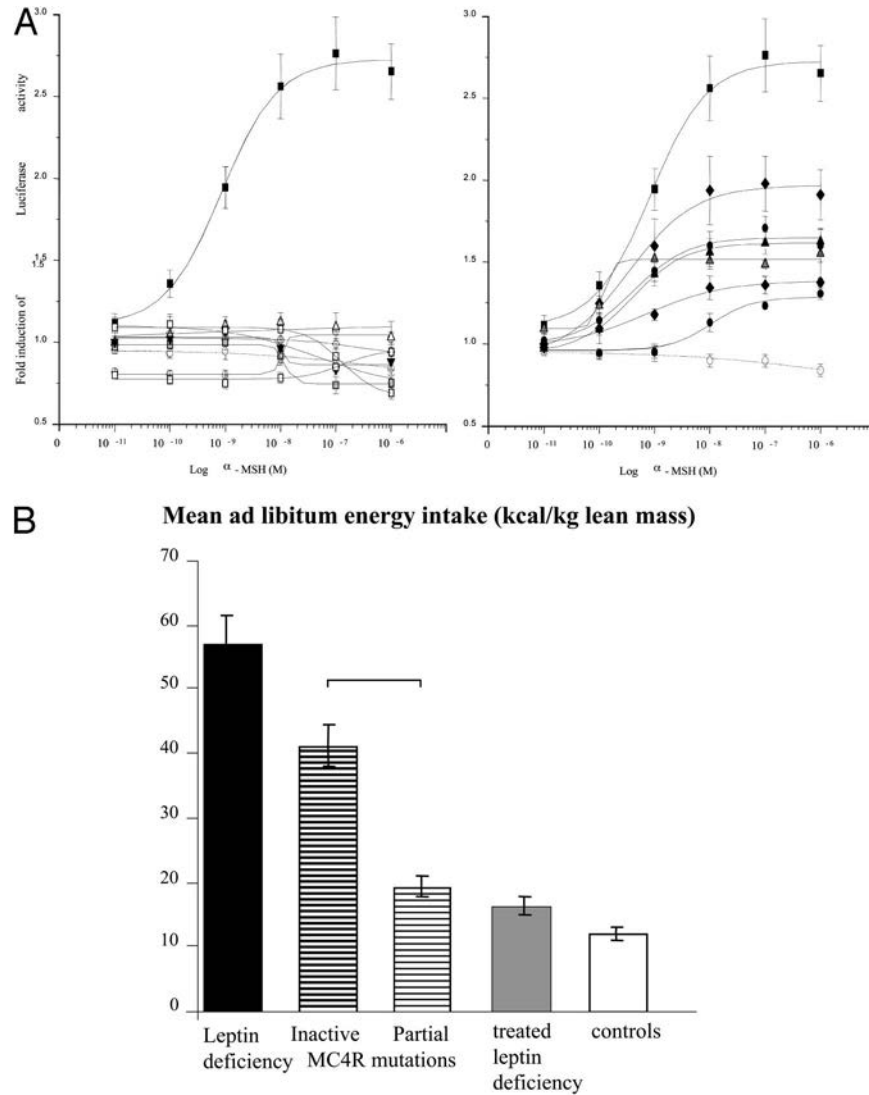 A
3.0
2.5
2.0
1.5
1.0
0.5
Fold induction of Luciferase activity
0 10 -11 10 -10 10 -9 10 -8 10 -7 10 -6
Log α - MSH (M)
3.0
2.5
2.0
1.5
1.0
0.5
0 10 -11 10 -10 10 -9 10 -8 10 -7 10 -6
Log α - MSH (M)
B
Mean ad libitum energy intake (kcal/kg lean mass)
70
60
50
40
30
20
10
0
Leptin
deficiency
Inactive Partial
MC4R mutations
treated
leptin
deficiency
controls